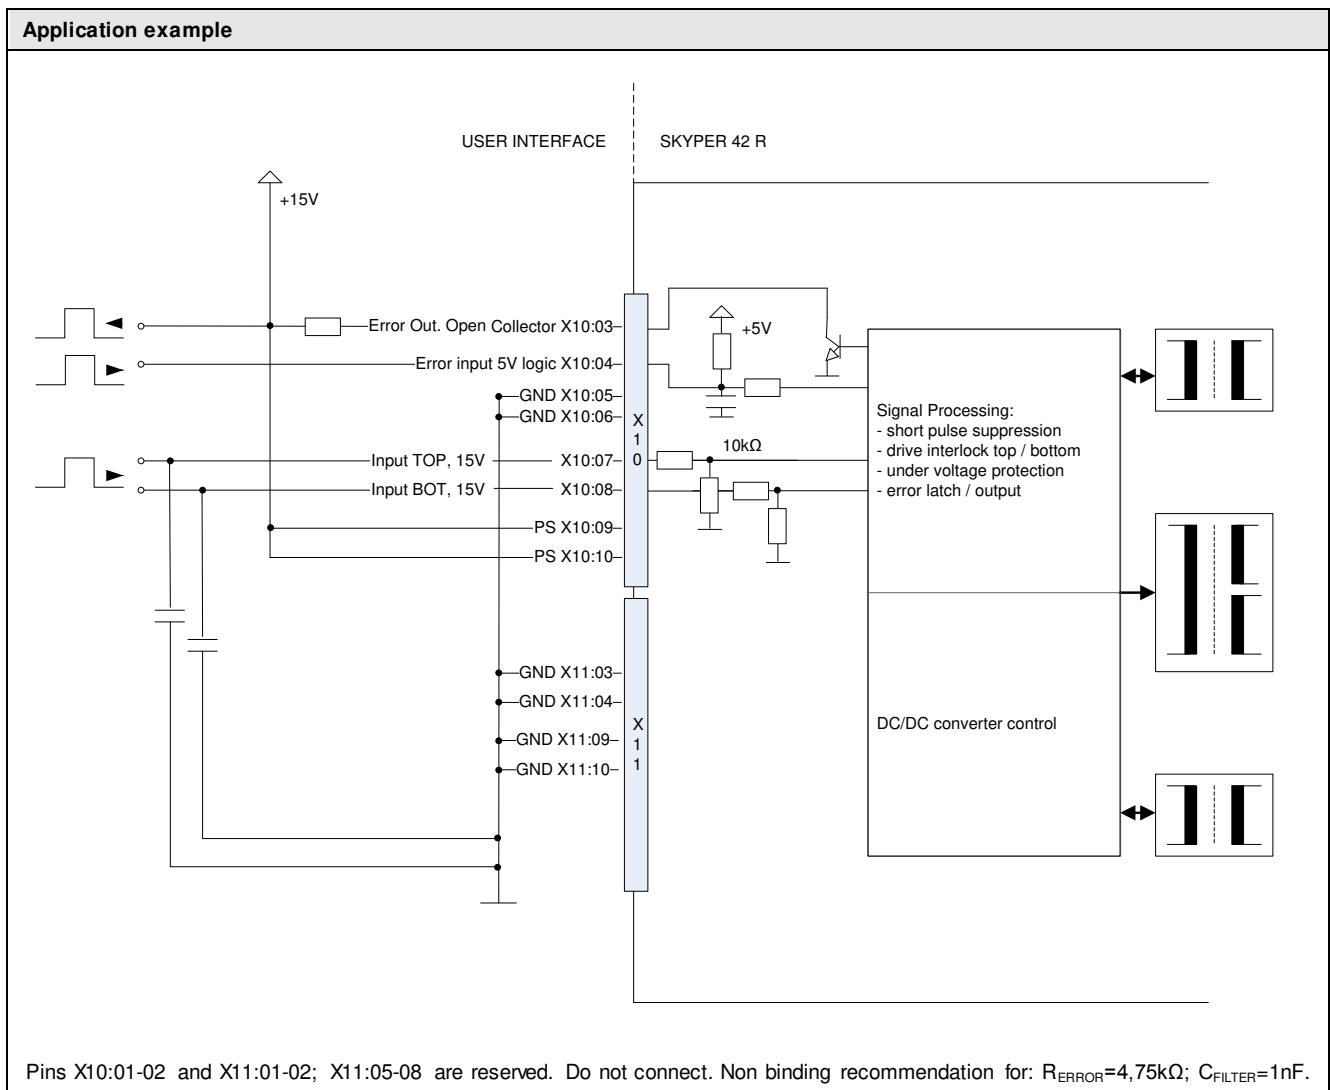 Application example
USER INTERFACE
SKYPER 42 R
+15V
Error Out. Open Collector X10:03
+5V
Error input 5V logic X10:04
GND X10:05
GND X10:06
X
1
0
Signal Processing:
- short pulse suppression
- drive interlock top / bottom
- under voltage protection
- error latch / output
10kΩ
Input TOP, 15V X10:07
Input BOT, 15V X10:08
PS X10:09
PS X10:10
GND X11:03
GND X11:04
X
1
1
DC/DC converter control
GND X11:09
GND X11:10
Pins X10:01-02 and X11:01-02; X11:05-08 are reserved. Do not connect. Non binding recommendation for: RERROR=4,75kΩ; CFILTER=1nF.